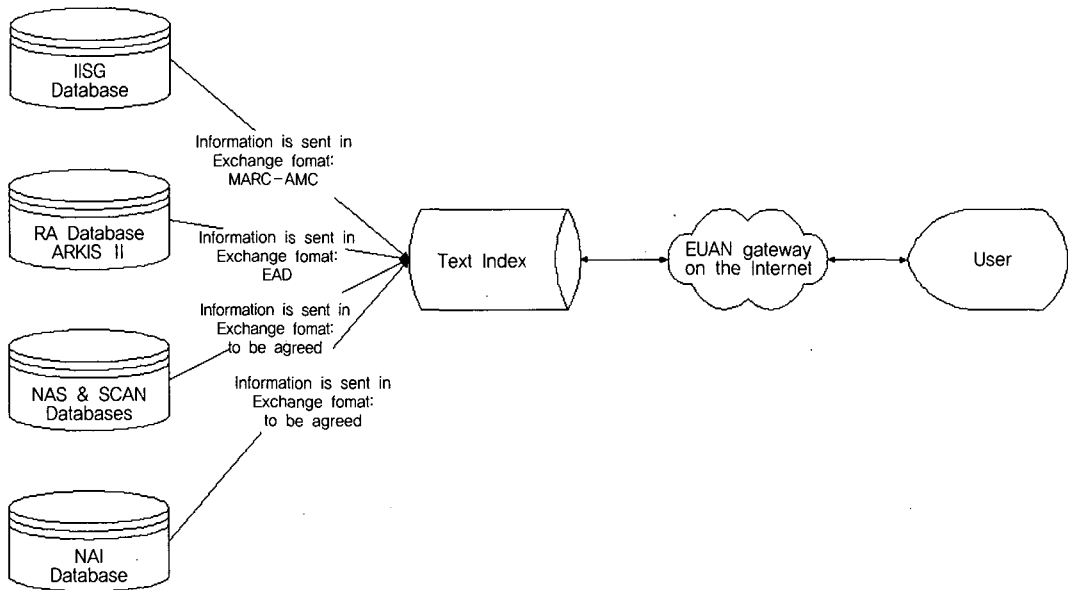 IISG
Database
Information is sent in
Exchange fomat:
MARC-AMC
RA Database
ARKIS II
Information is sent in
Exchange fomat:
EAD
Text Index
EUAN gateway
on the Internet
User
Information is sent in
Exchange fomat:
to be agreed
NAS & SCAN
Databases
Information is sent in
Exchange fomat:
to be agreed
NAI
Database